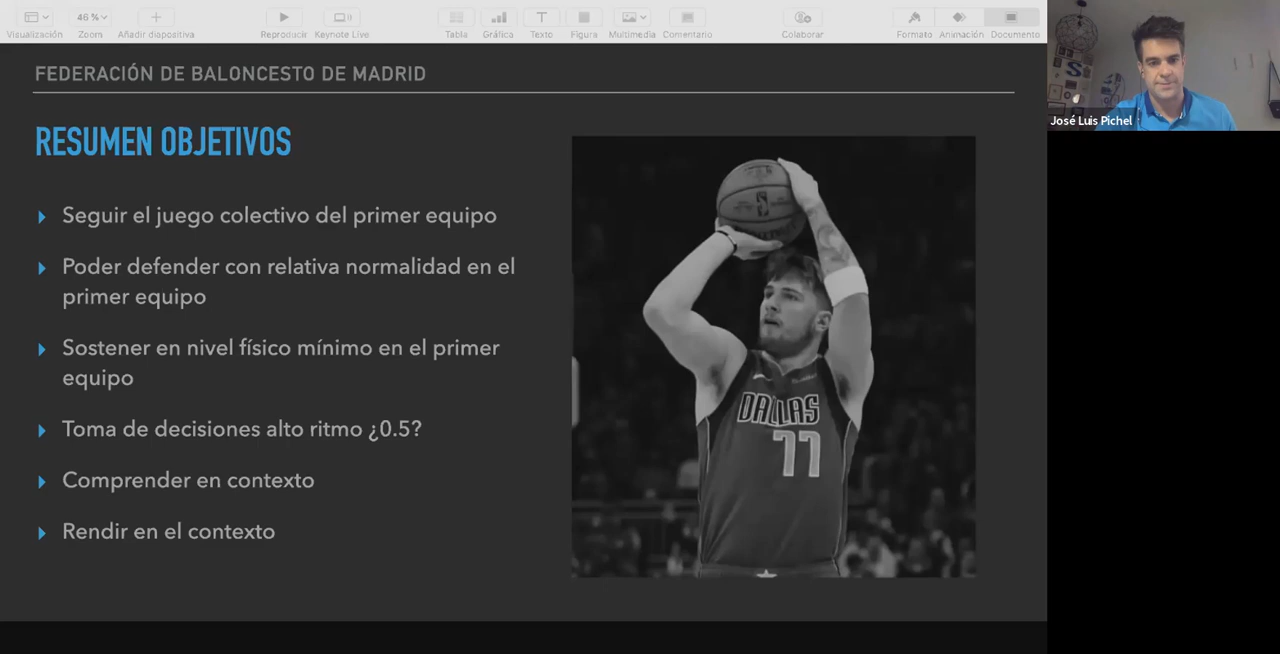 Visualización
46 %
Zoom
Añadir diapositiva
Reproducir
Keynote Live
Tabla
Gráfica
Texto
Figura
Multimedia
Comentario
Colaborar
Formato
Animación
Documento
FEDERACIÓN DE BALONCESTO DE MADRID
RESUMEN OBJETIVOS
Seguir el juego colectivo del primer equipo
Poder defender con relativa normalidad en el
primer equipo
Sostener en nivel físico mínimo en el primer
equipo
Toma de decisiones alto ritmo ¿0.5?
Comprender en contexto
Rendir en el contexto
DALLAS
77
José Luis Pichel